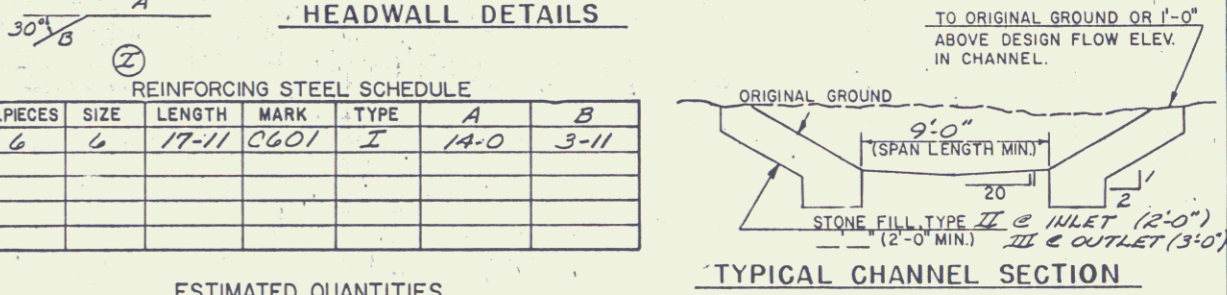 A
30°
B
I
HEADWALL DETAILS
REINFORCING STEEL SCHEDULE
PIECES SIZE LENGTH MARK TYPE A B
6 6 17-11 C601 I 14-0 3-11
ESTIMATED QUANTITIES
TO ORIGINAL GROUND OR 1'-0"
ABOVE DESIGN FLOW ELEV.
IN CHANNEL.
ORIGINAL GROUND
9'-0"
(SPAN LENGTH MIN.)
20
1
2
STONE FILL, TYPE II @ INLET (2'-0")
(2'-0" MIN.) III @ OUTLET (3'-0")
TYPICAL CHANNEL SECTION